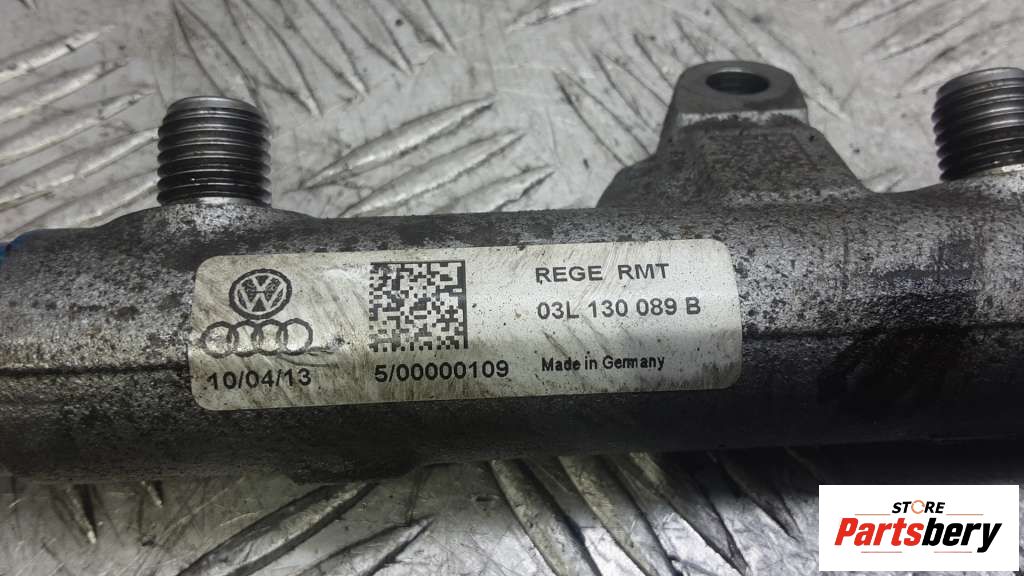 REGE RMT
03L 130 089 B
10/04/13
5/00000109
Made in Germany
STORE
Partsbery